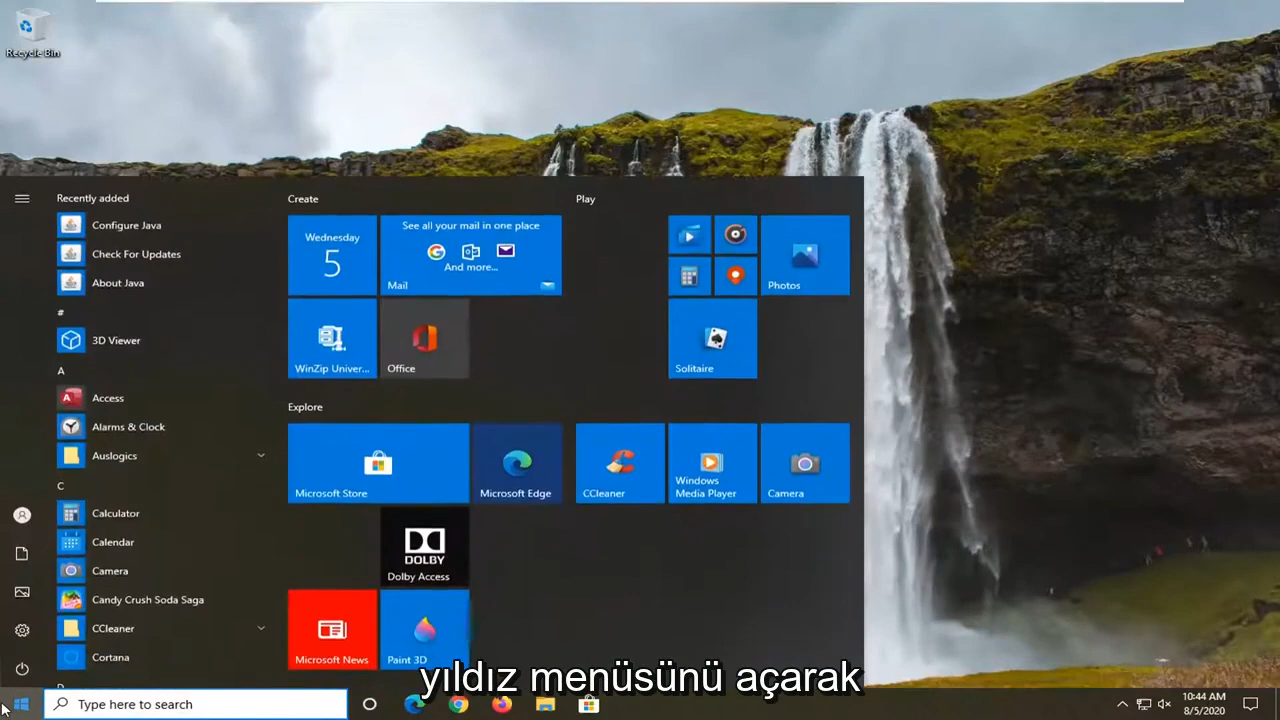 Recycle Bin
Recently added
Configure Java
Check For Updates
About Java
#
3D Viewer
A
Access
Alarms & Clock
Auslogics
C
Calculator
Calendar
Camera
Candy Crush Soda Saga
CCleaner
Cortana
Create
Wednesday
5
See all your mail in one place
And more...
Mail
WinZip Univer...
Office
Explore
Microsoft Store
Microsoft Edge
DOLBY
Dolby Access
Microsoft News
Paint 3D
Play
Photos
Solitaire
CCleaner
Windows
Media Player
Camera
yıldız menüsünü açarak
Type here to search
10:44 AM
8/5/2020